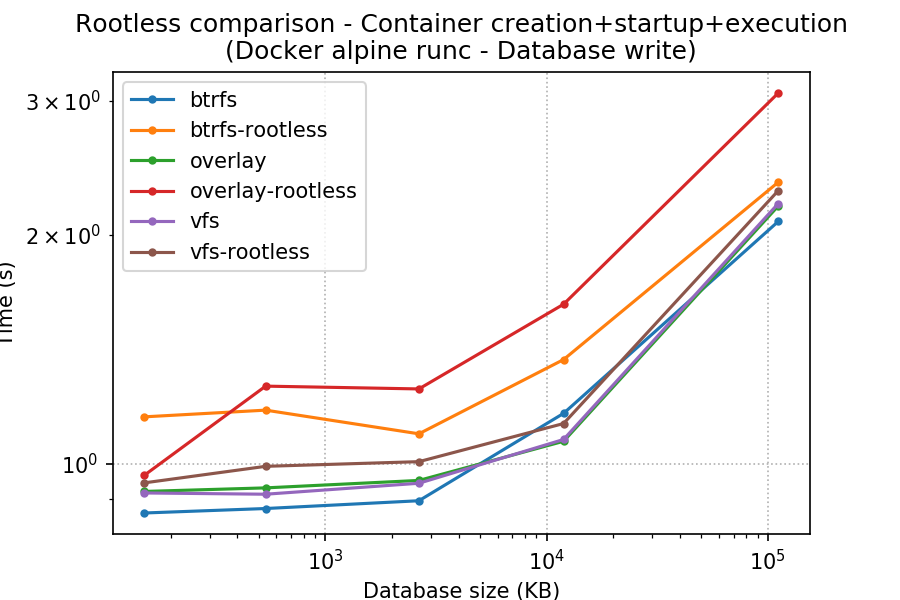 Rootless comparison - Container creation+startup+execution
(Docker alpine runc - Database write)
3 × 10⁰
2 × 10⁰
10⁰
Time (s)
btrfs
btrfs-rootless
overlay
overlay-rootless
vfs
vfs-rootless
10³ 10⁴ 10⁵
Database size (KB)